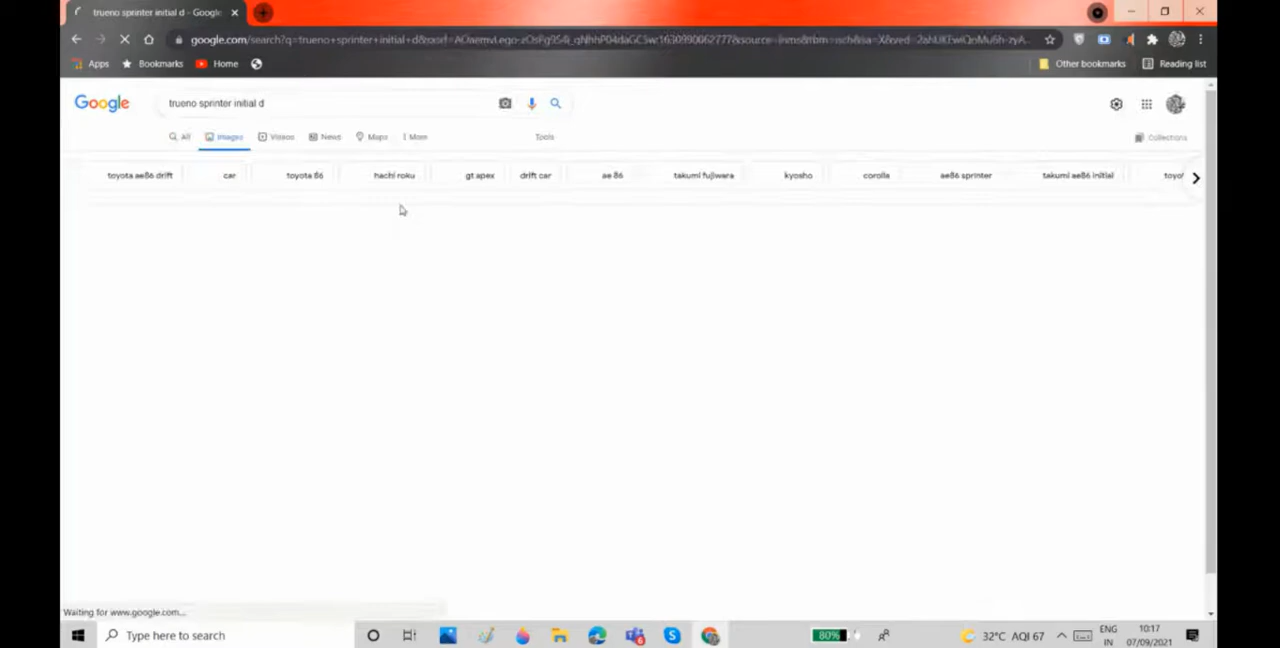 trueno sprinter initial d - Google
Apps Bookmarks Home Other bookmarks Reading list
Google trueno sprinter initial d
All Images Videos News Maps More Tools Collections
toyota ae86 drift car toyota 86 hachi roku gt apex drift car ae 86 takumi fujiwara kyosho corolla ae86 sprinter takumi ae86 initial
Waiting for www.google.com...
Type here to search 80% 32°C AQI 67 ENG 10:17
IN 07/09/2021